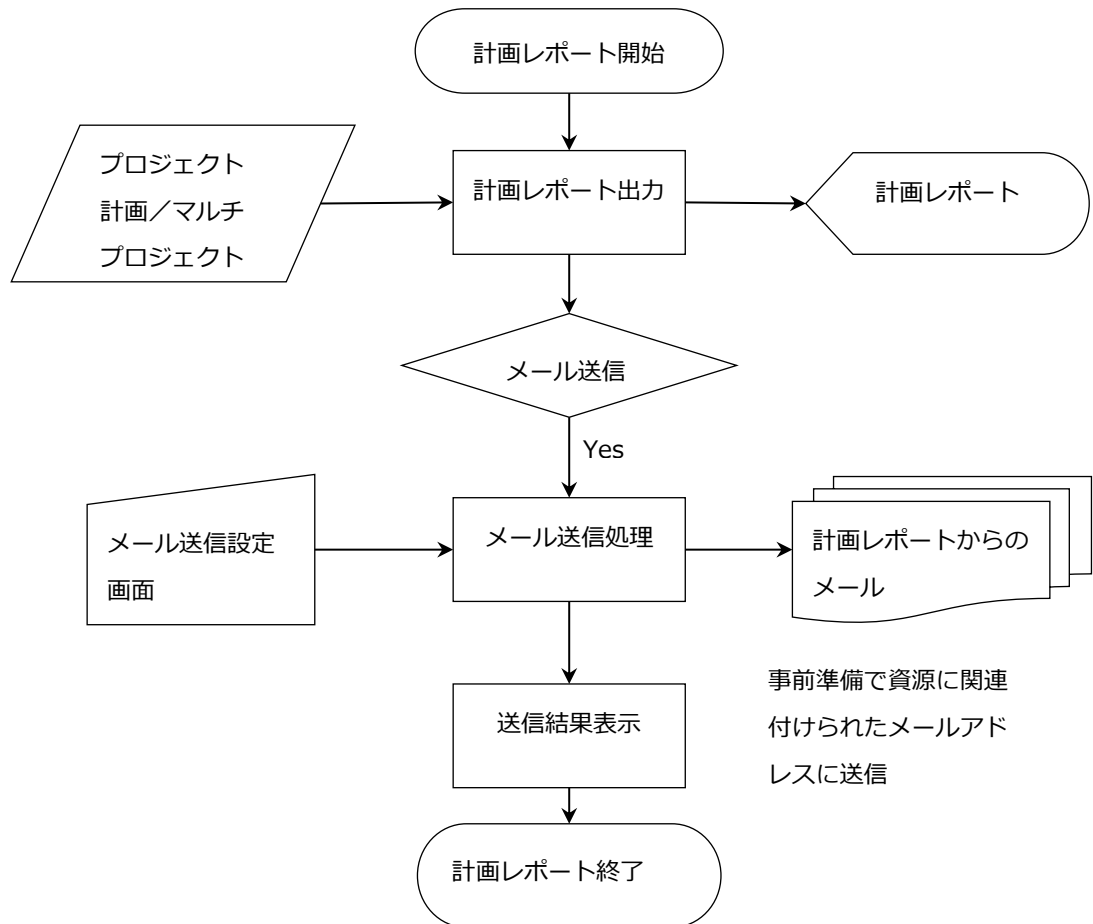 計画レポート開始
プロジェクト
計画／マルチ
プロジェクト
計画レポート出力
計画レポート
メール送信
Yes
メール送信設定
画面
メール送信処理
計画レポートからの
メール
事前準備で資源に関連
付けられたメールアド
レスに送信
送信結果表示
計画レポート終了